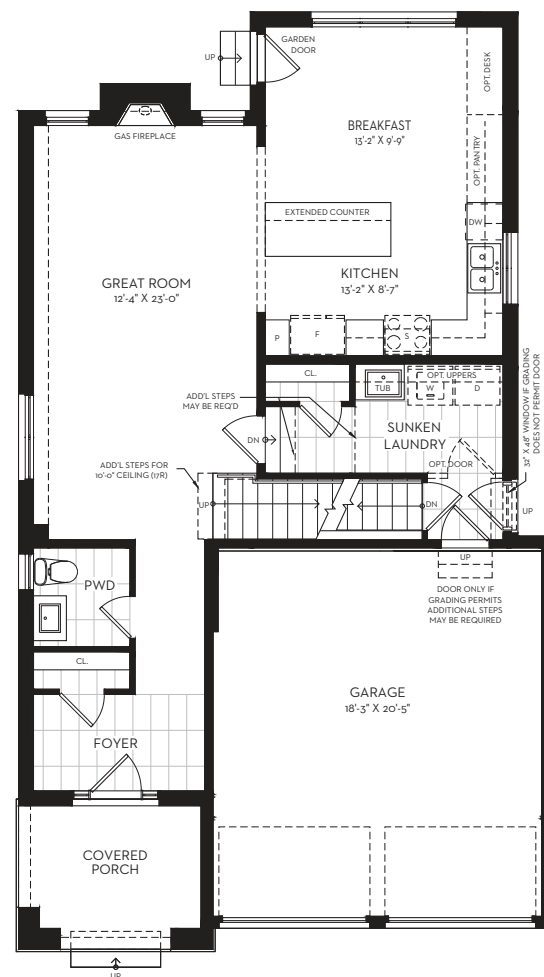 GARDEN
DOOR
UP
OPT. DESK
GAS FIREPLACE
BREAKFAST
13'-2" X 9'-9"
OPT. PANTRY
EXTENDED COUNTER
DW
GREAT ROOM
12'-4" X 23'-0"
KITCHEN
13'-2" X 8'-7"
P
F
S
CL.
OPT. UPPERS
TUB
W
D
32" X 48" WINDOW IF GRADING
DOES NOT PERMIT DOOR
ADD'L STEPS
MAY BE REQ'D
SUNKEN
LAUNDRY
DN
OPT. DOOR
ADD'L STEPS FOR
10'-0" CEILING (17R)
UP
DN
UP
UP
PWD
DOOR ONLY IF
GRADING PERMITS
ADDITIONAL STEPS
MAY BE REQUIRED
CL.
GARAGE
18'-3" X 20'-5"
FOYER
COVERED
PORCH
UP